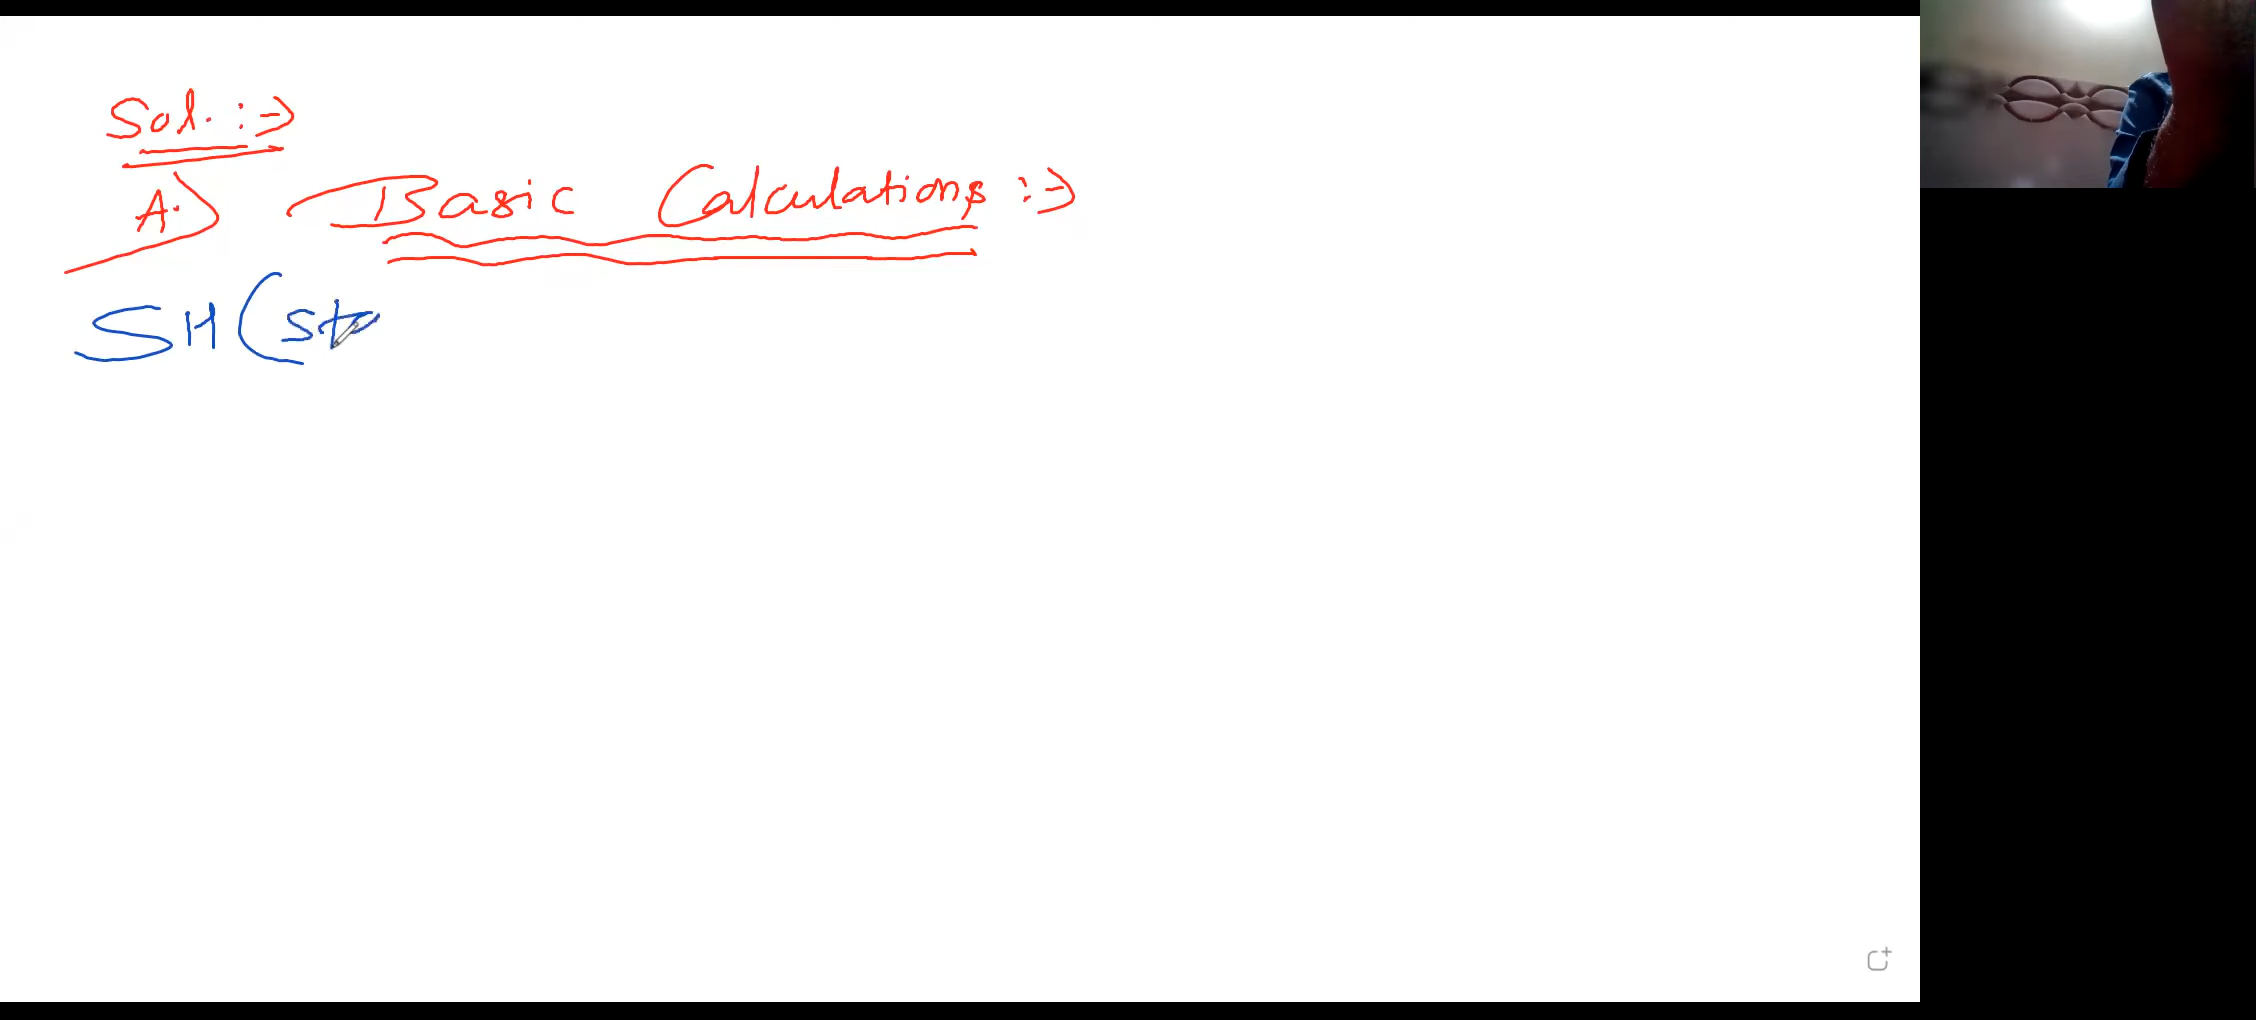 Sol. :->
A.) Basic Calculations :->
SH (st